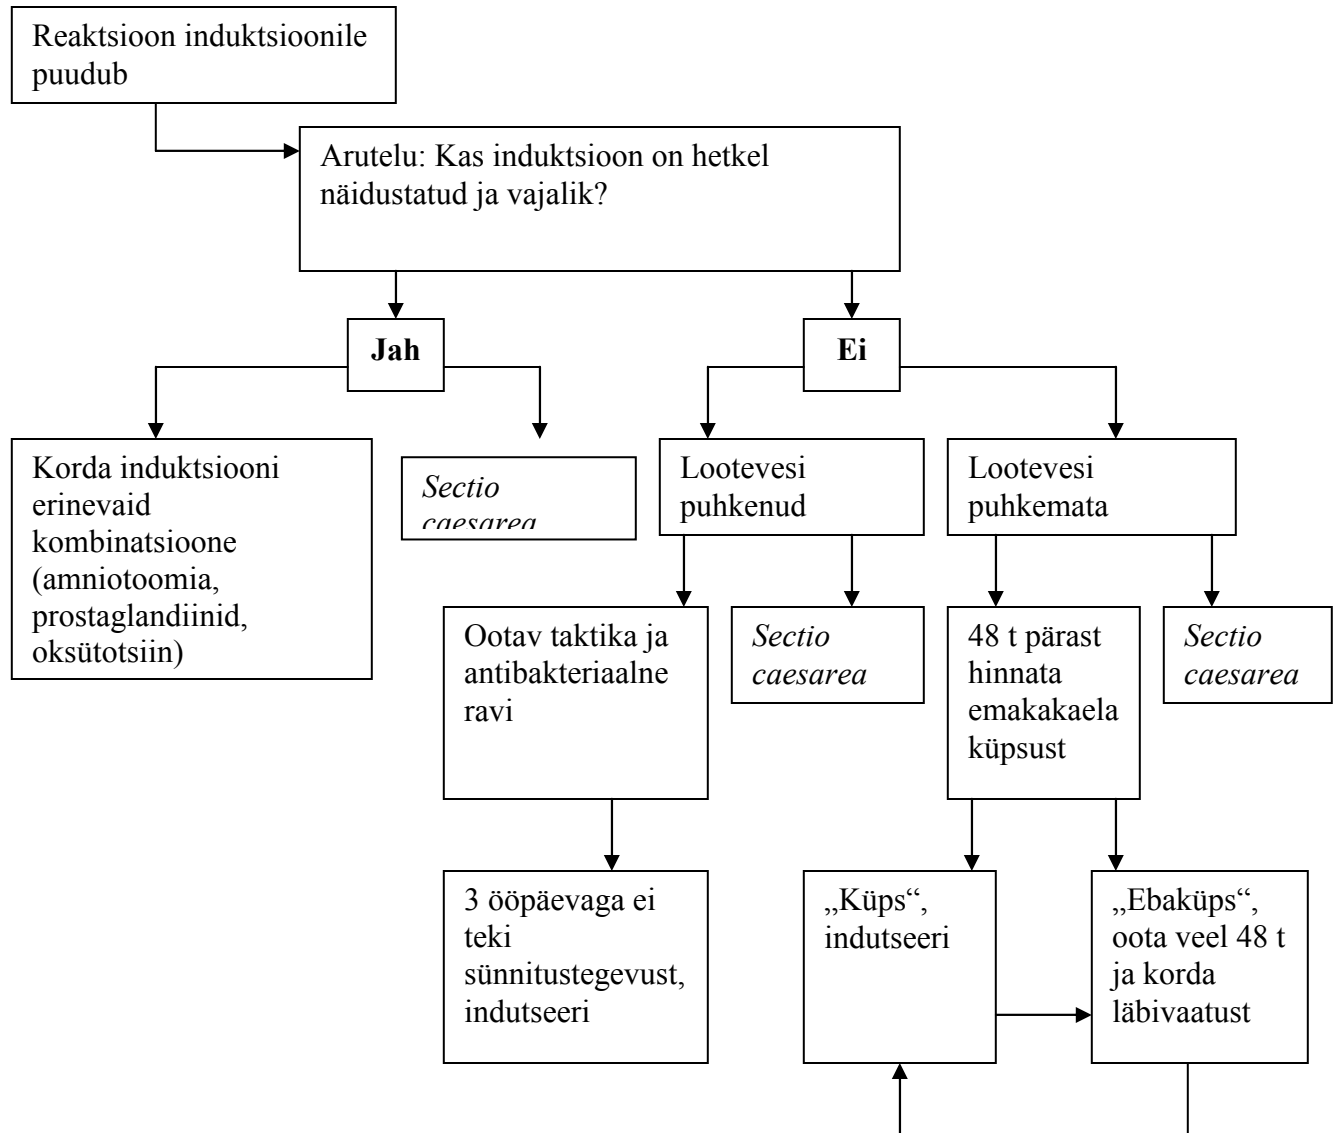 Reaktsioon induktsioonile
puudub
Arutelu: Kas induktsioon on hetkel
näidustatud ja vajalik?
Jah
Ei
Korda induktsiooni
erinevaid
kombinatsioone
(amniotoomia,
prostaglandiinid,
oksütotsiin)
Sectio
caesarea
Lootevesi
puhkenud
Lootevesi
puhkemata
Ootav taktika ja
antibakteriaalne
ravi
Sectio
caesarea
48 t pärast
hinnata
emakakaela
küpsust
Sectio
caesarea
3 ööpäevaga ei
teki
sünnitustegevust,
indutseeri
„Küps“,
indutseeri
„Ebaküps“,
oota veel 48 t
ja korda
läbivaatust